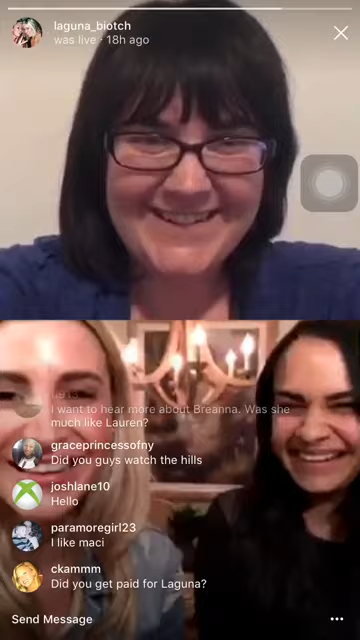 laguna_biotch
was live · 18h ago
I want to hear more about Breanna. Was she
much like Lauren?
graceprincessofny
Did you guys watch the hills
joshlane10
Hello
paramoregirl23
I like maci
ckammm
Did you get paid for Laguna?
Send Message